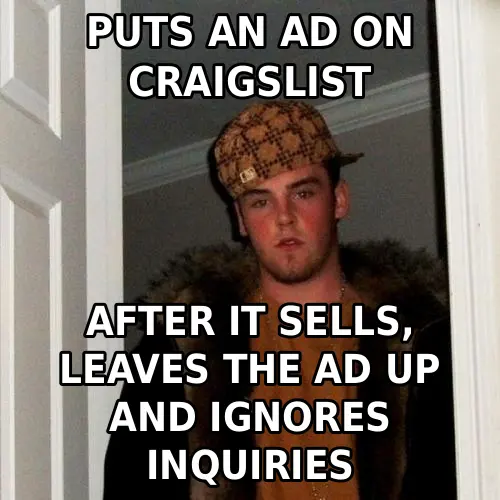 PUTS AN AD ON
CRAIGSLIST
AFTER IT SELLS,
LEAVES THE AD UP
AND IGNORES
INQUIRIES